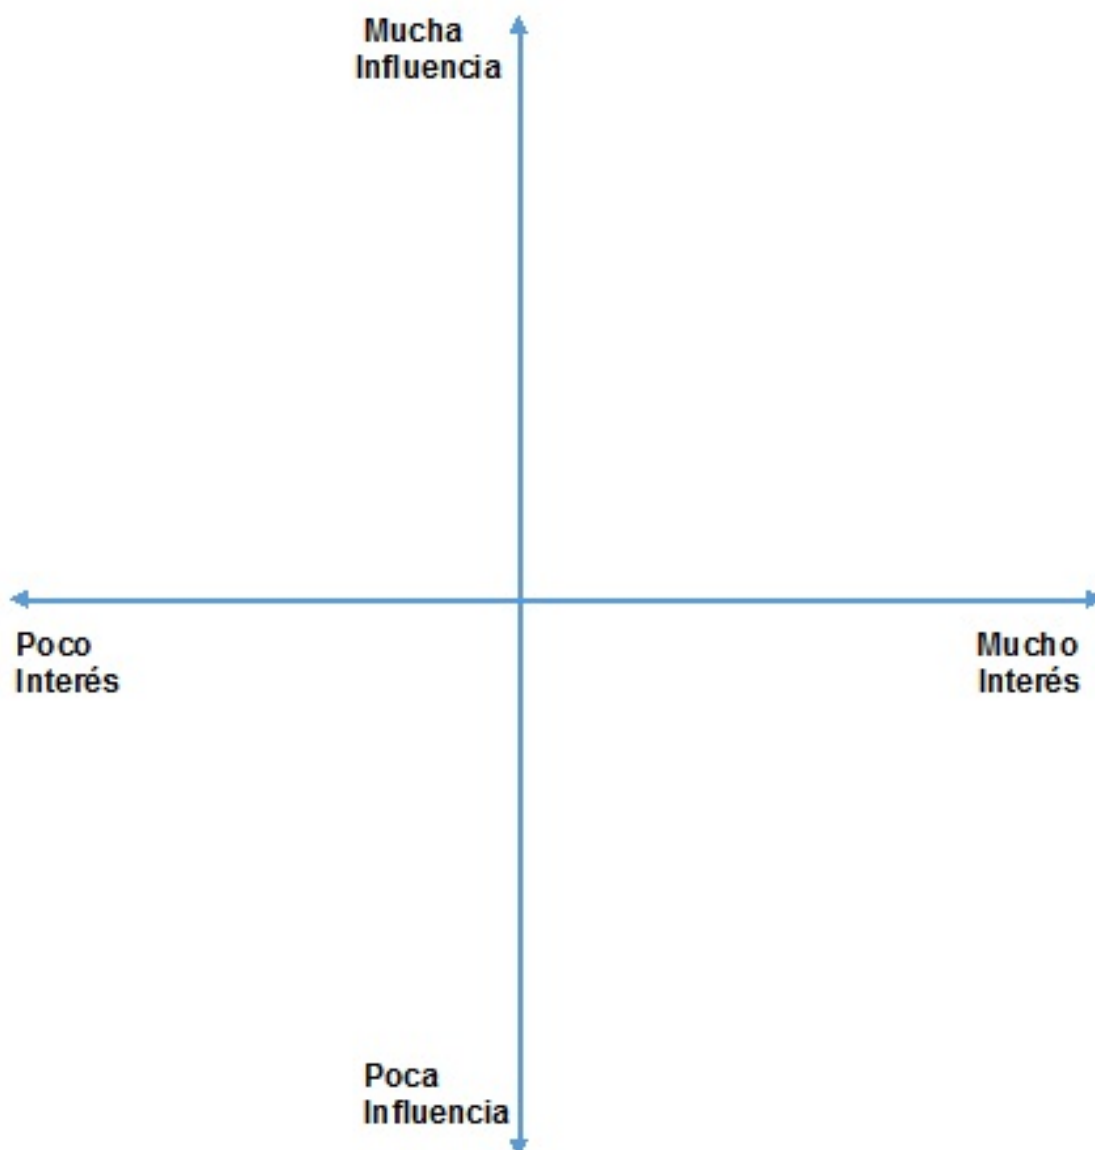 Mucha
Influencia
Poco
Interés
Mucho
Interés
Poca
Influencia